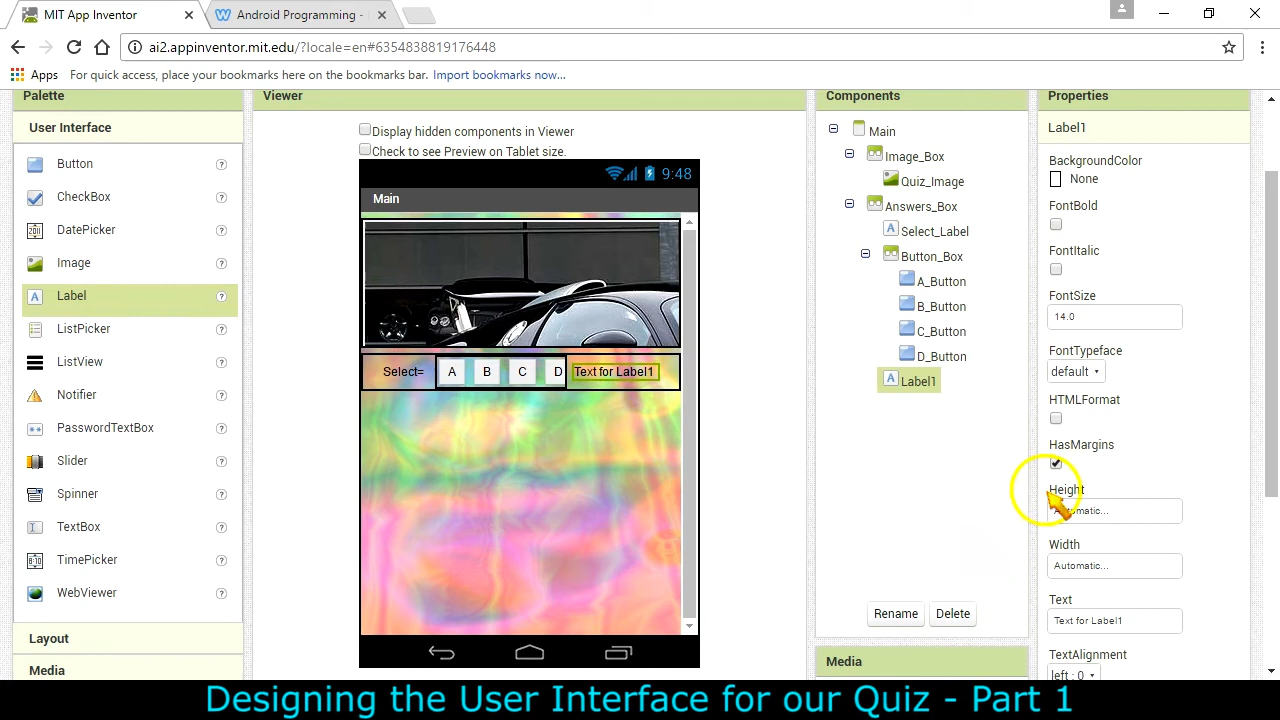 MIT App Inventor
Android Programming -
ai2.appinventor.mit.edu/?locale=en#6354838819176448
Apps For quick access, place your bookmarks here on the bookmarks bar. Import bookmarks now...
Palette
User Interface
Button ?
CheckBox ?
DatePicker ?
Image ?
Label ?
ListPicker ?
ListView ?
Notifier ?
PasswordTextBox ?
Slider ?
Spinner ?
TextBox ?
TimePicker ?
WebViewer ?
Layout
Media
Viewer
Display hidden components in Viewer
Check to see Preview on Tablet size.
9:48
Main
Select= A B C D Text for Label1
Components
Main
Image_Box
Quiz_Image
Answers_Box
Select_Label
Button_Box
A_Button
B_Button
C_Button
D_Button
Label1
Rename Delete
Media
Properties
Label1
BackgroundColor
None
FontBold
FontItalic
FontSize
14.0
FontTypeface
default
HTMLFormat
HasMargins
Height
Width
Automatic...
Text
Text for Label1
TextAlignment
left : 0
Designing the User Interface for our Quiz - Part 1